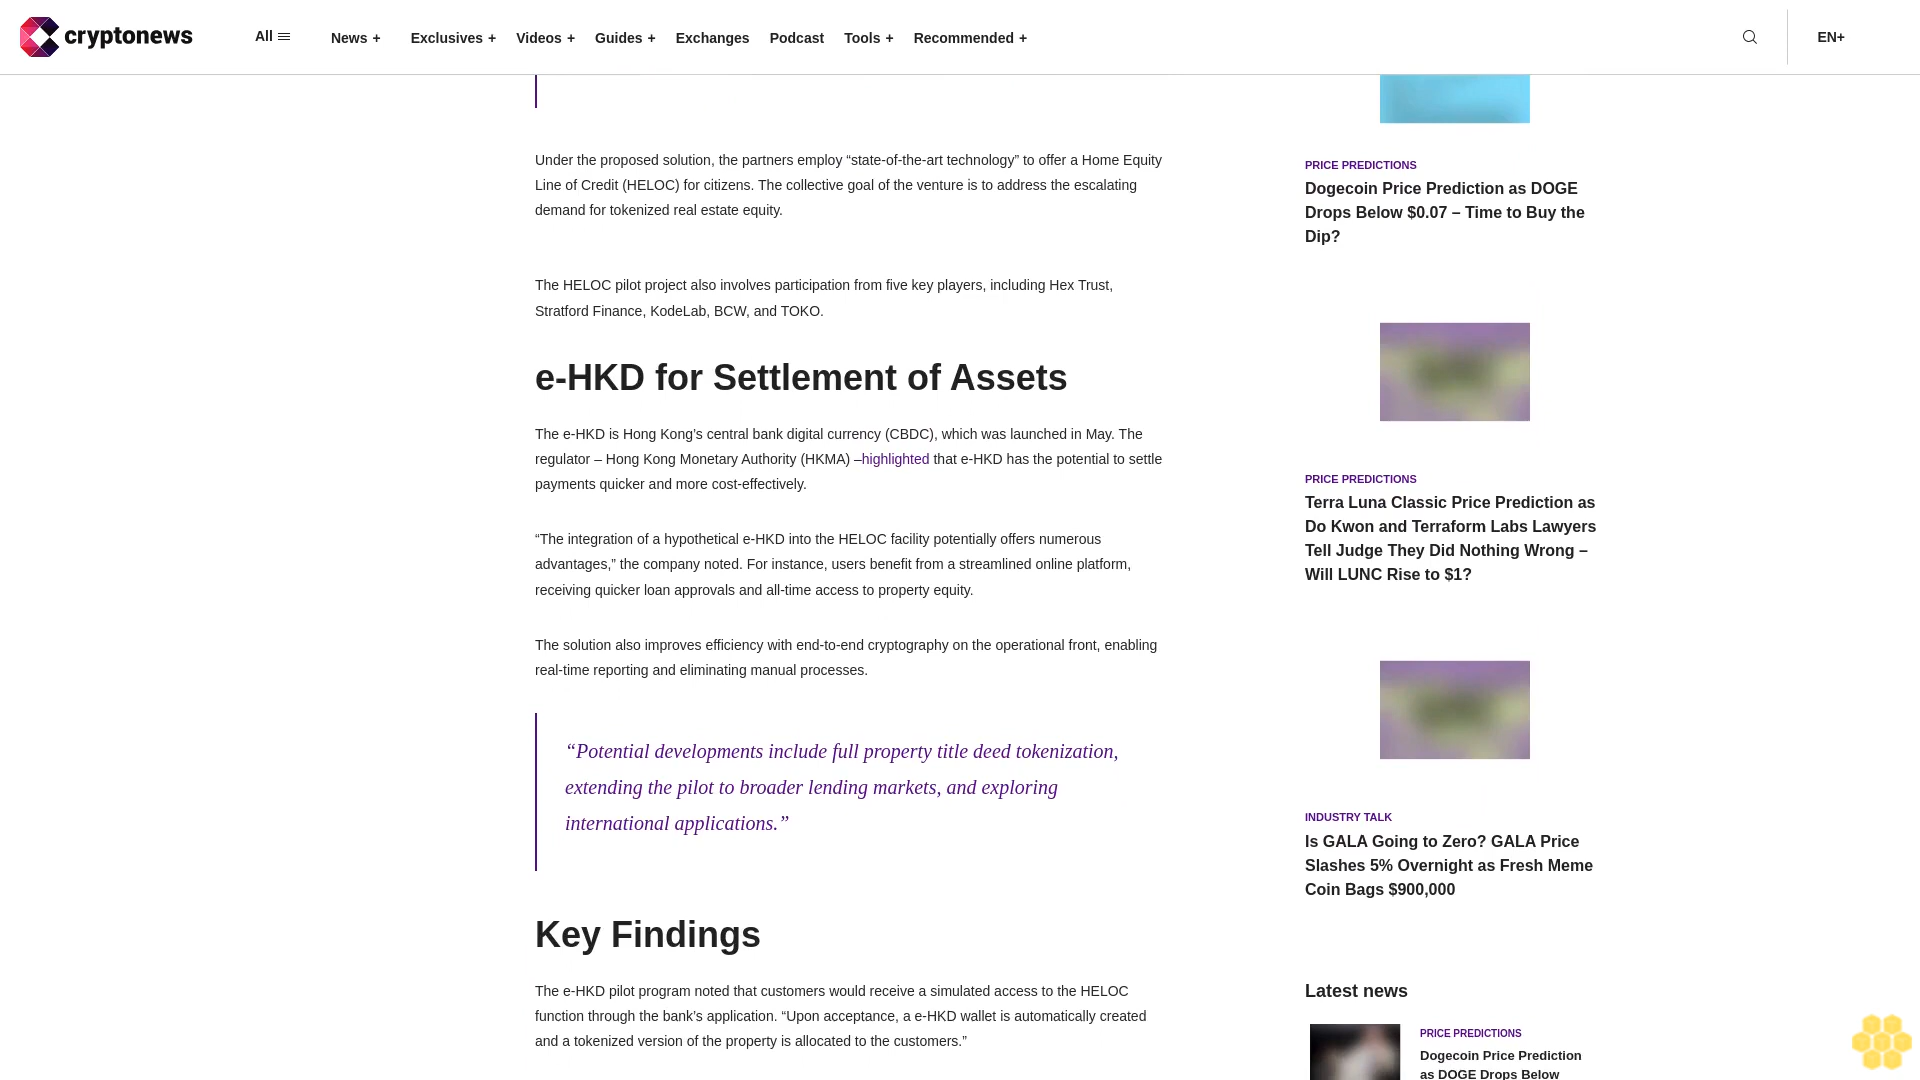 cryptonews
All
News +
Exclusives +
Videos +
Guides +
Exchanges
Podcast
Tools +
Recommended +
EN+
Under the proposed solution, the partners employ “state-of-the-art technology” to offer a Home Equity
Line of Credit (HELOC) for citizens. The collective goal of the venture is to address the escalating
demand for tokenized real estate equity.
The HELOC pilot project also involves participation from five key players, including Hex Trust,
Stratford Finance, KodeLab, BCW, and TOKO.
e-HKD for Settlement of Assets
The e-HKD is Hong Kong’s central bank digital currency (CBDC), which was launched in May. The
regulator – Hong Kong Monetary Authority (HKMA) –highlighted that e-HKD has the potential to settle
payments quicker and more cost-effectively.
“The integration of a hypothetical e-HKD into the HELOC facility potentially offers numerous
advantages,” the company noted. For instance, users benefit from a streamlined online platform,
receiving quicker loan approvals and all-time access to property equity.
The solution also improves efficiency with end-to-end cryptography on the operational front, enabling
real-time reporting and eliminating manual processes.
“Potential developments include full property title deed tokenization,
extending the pilot to broader lending markets, and exploring
international applications.”
Key Findings
The e-HKD pilot program noted that customers would receive a simulated access to the HELOC
function through the bank’s application. “Upon acceptance, a e-HKD wallet is automatically created
and a tokenized version of the property is allocated to the customers.”
PRICE PREDICTIONS
Dogecoin Price Prediction as DOGE
Drops Below $0.07 – Time to Buy the
Dip?
PRICE PREDICTIONS
Terra Luna Classic Price Prediction as
Do Kwon and Terraform Labs Lawyers
Tell Judge They Did Nothing Wrong –
Will LUNC Rise to $1?
INDUSTRY TALK
Is GALA Going to Zero? GALA Price
Slashes 5% Overnight as Fresh Meme
Coin Bags $900,000
Latest news
PRICE PREDICTIONS
Dogecoin Price Prediction
as DOGE Drops Below